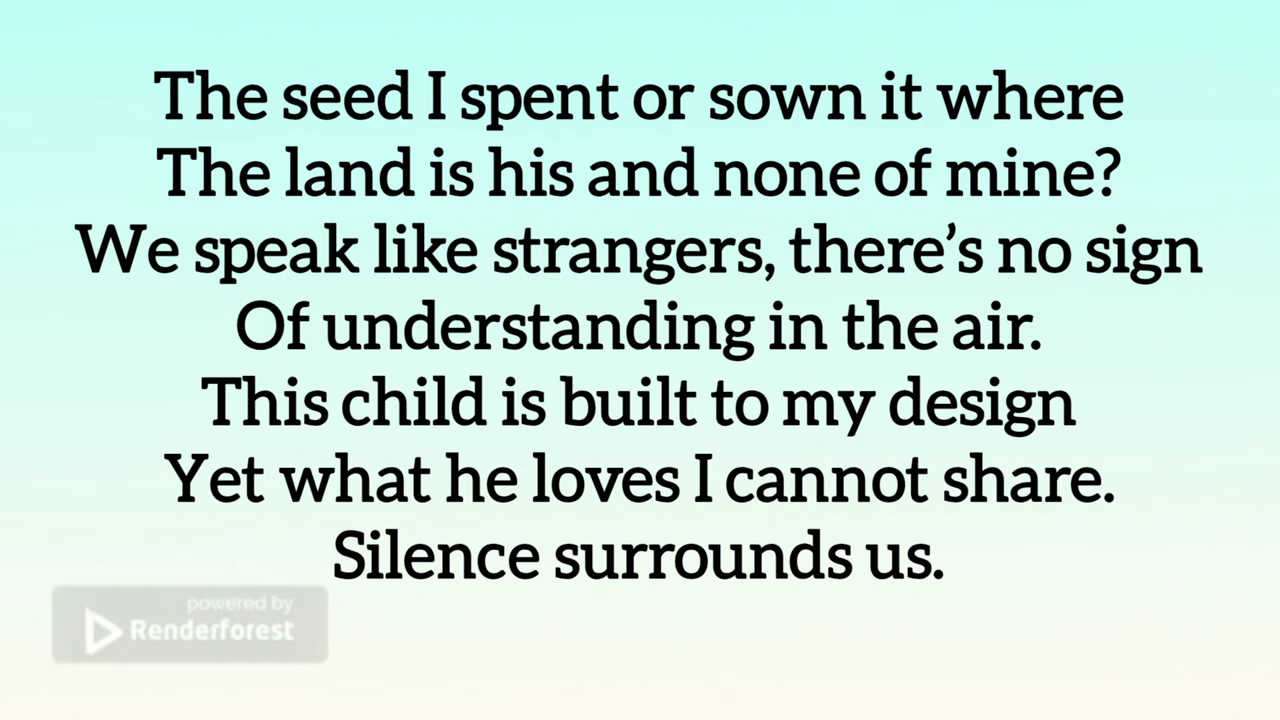 The seed I spent or sown it where
The land is his and none of mine?
We speak like strangers, there’s no sign
Of understanding in the air.
This child is built to my design
Yet what he loves I cannot share.
Silence surrounds us.
powered by
Renderforest